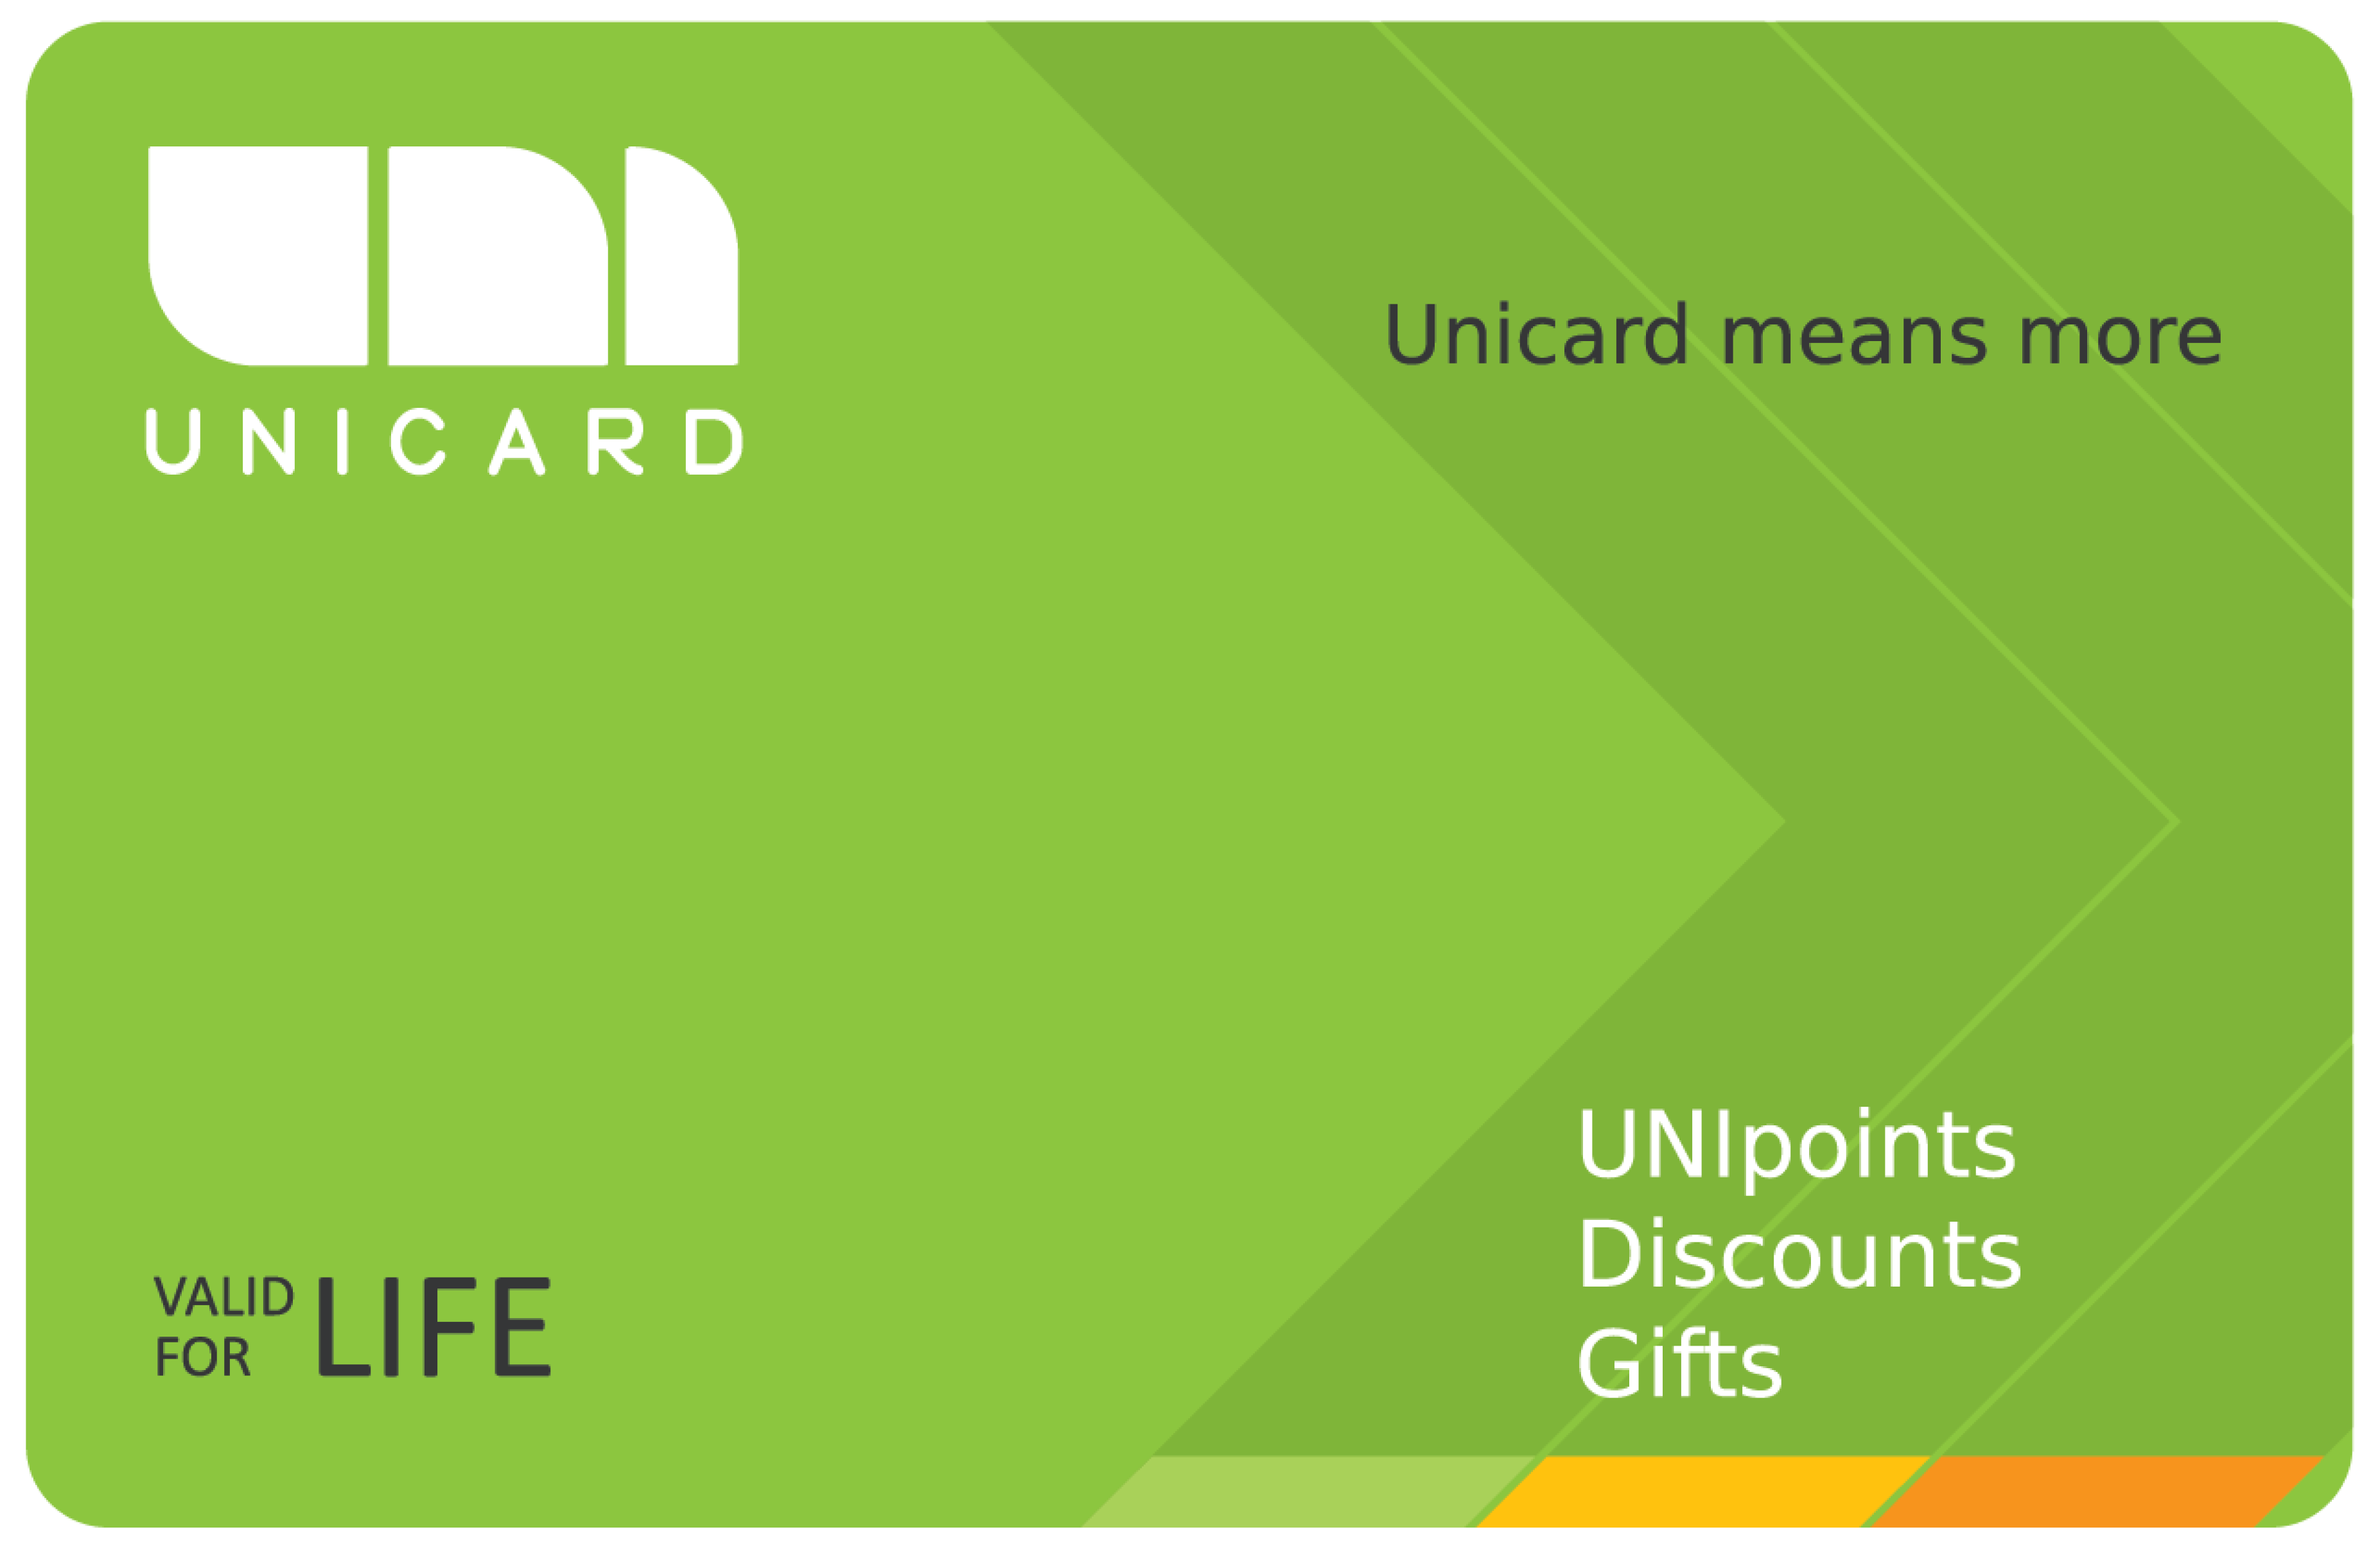 UNICARD
Unicard means more
UNIpoints
Discounts
Gifts
VALID
FOR LIFE